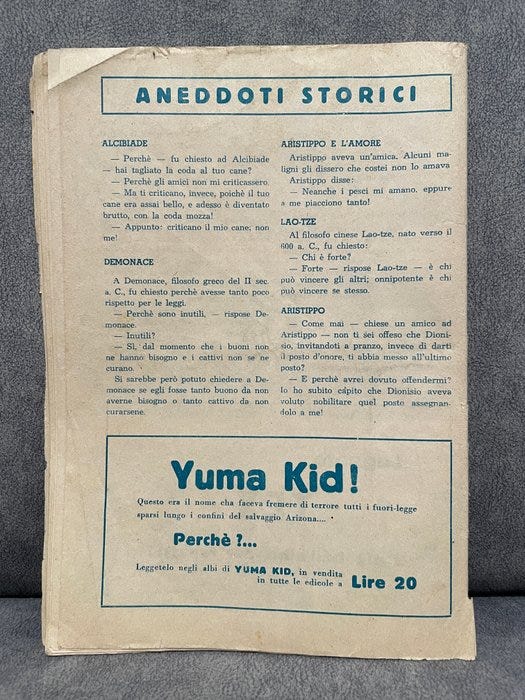 ANEDDOTI STORICI
ALCIBIADE
— Perchè — fu chiesto ad Alcibiade
— hai tagliato la coda al tuo cane?
— Perchè gli amici non mi criticassero.
— Ma ti criticano, invece, poichè il tuo
cane era assai bello, e adesso è diventato
brutto, con la coda mozza!
— Appunto: criticano il mio cane, non
me!
DEMONACE
A Demonace, filosofo greco del II sec.
a. C., fu chiesto perchè avesse tanto poco
rispetto per le leggi.
— Perchè sono inutili, — rispose De-
monace.
— Inutili?
— Sì, dal momento che i buoni non
ne hanno bisogno e i cattivi non se ne
curano.
Si sarebbe però potuto chiedere a De-
monace se egli fosse tanto buono da non
averne bisogno o tanto cattivo da non
curarsene.
ARISTIPPO E L'AMORE
Aristippo aveva un'amica. Alcuni ma-
ligni gli dissero che costei non lo amava
Aristippo disse:
— Neanche i pesci mi amano, eppure
a me piacciono tanto!
LAO-TZE
Al filosofo cinese Lao-tze, nato verso il
600 a. C., fu chiesto:
— Chi è forte?
— Forte — rispose Lao-tze — è chi
può vincere gli altri; onnipotente è chi
può vincere se stesso.
ARISTIPPO
— Come mai — chiese un amico ad
Aristippo — non ti sei offeso che Dioni-
sio, invitandoti a pranzo, invece di darti
il posto d'onore, ti abbia messo all'ultimo
posto?
— E perchè avrei dovuto offendermi?
Io ho subito càpito che Dionisio aveva
voluto nobilitare quel posto assegnan-
dolo a me!
Yuma Kid!
Questo era il nome cha faceva fremere di terrore tutti i fuori-legge
sparsi lungo i confini del salvaggio Arizona....
Perchè ?...
Leggetelo negli albi di YUMA KID, in vendita
in tutte le edicole a Lire 20